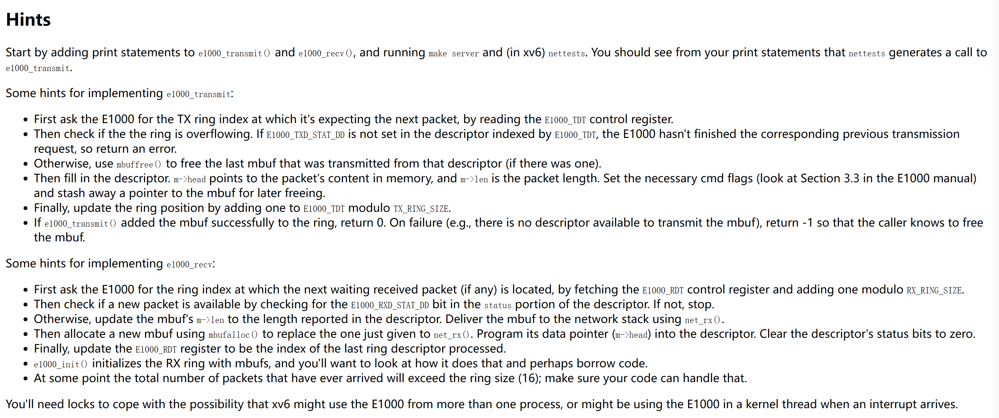 Hints
Start by adding print statements to e1000_transmit() and e1000_recv(), and running make server and (in xv6) nettests. You should see from your print statements that nettests generates a call to
e1000_transmit.
Some hints for implementing e1000_transmit:
• First ask the E1000 for the TX ring index at which it's expecting the next packet, by reading the E1000_TDT control register.
• Then check if the the ring is overflowing. If E1000_TXD_STAT_DD is not set in the descriptor indexed by E1000_TDT, the E1000 hasn't finished the corresponding previous transmission
request, so return an error.
• Otherwise, use mbuffree() to free the last mbuf that was transmitted from that descriptor (if there was one).
• Then fill in the descriptor. m->head points to the packet's content in memory, and m->len is the packet length. Set the necessary cmd flags (look at Section 3.3 in the E1000 manual)
and stash away a pointer to the mbuf for later freeing.
• Finally, update the ring position by adding one to E1000_TDT modulo TX_RING_SIZE.
• If e1000_transmit() added the mbuf successfully to the ring, return 0. On failure (e.g., there is no descriptor available to transmit the mbuf), return -1 so that the caller knows to free
the mbuf.
Some hints for implementing e1000_recv:
• First ask the E1000 for the ring index at which the next waiting received packet (if any) is located, by fetching the E1000_RDT control register and adding one modulo RX_RING_SIZE.
• Then check if a new packet is available by checking for the E1000_RXD_STAT_DD bit in the status portion of the descriptor. If not, stop.
• Otherwise, update the mbuf's m->len to the length reported in the descriptor. Deliver the mbuf to the network stack using net_rx().
• Then allocate a new mbuf using mbufalloc() to replace the one just given to net_rx(). Program its data pointer (m->head) into the descriptor. Clear the descriptor's status bits to zero.
• Finally, update the E1000_RDT register to be the index of the last ring descriptor processed.
• e1000_init() initializes the RX ring with mbufs, and you'll want to look at how it does that and perhaps borrow code.
• At some point the total number of packets that have ever arrived will exceed the ring size (16); make sure your code can handle that.
You'll need locks to cope with the possibility that xv6 might use the E1000 from more than one process, or might be using the E1000 in a kernel thread when an interrupt arrives.